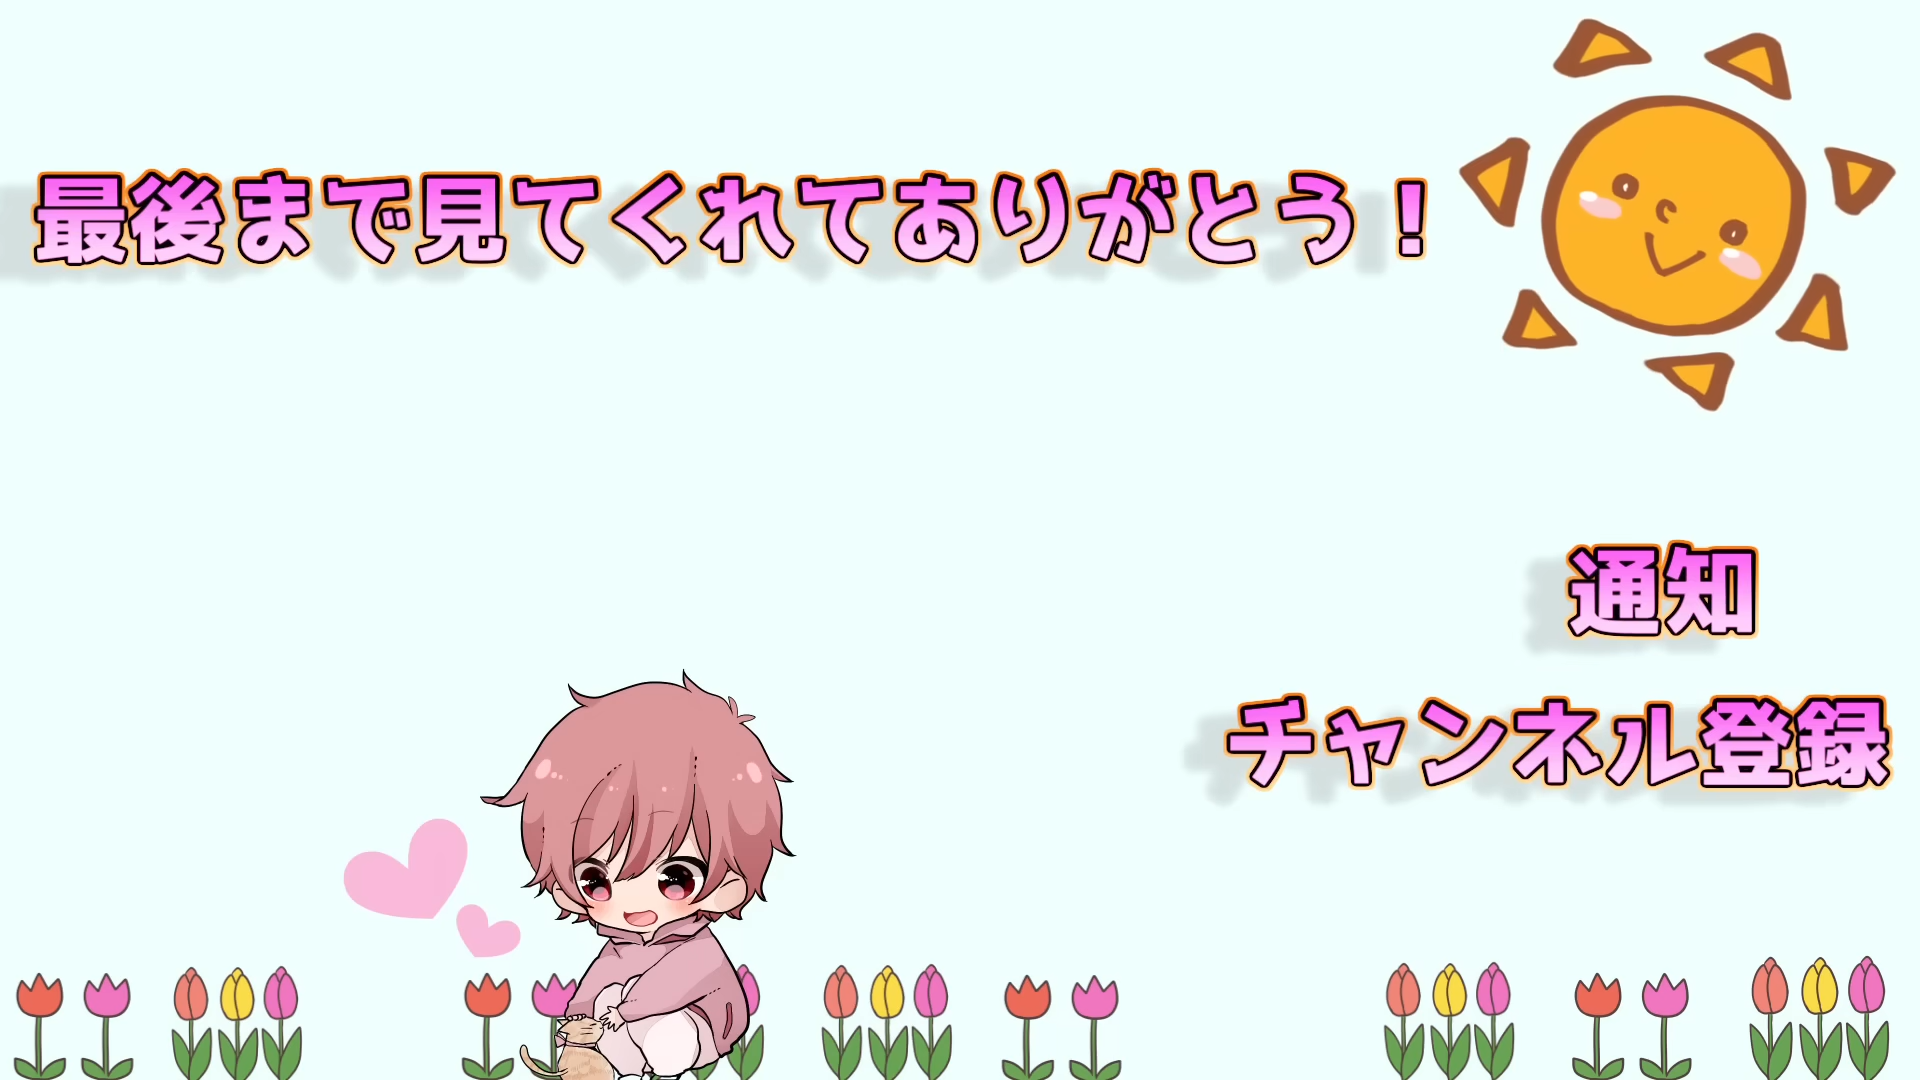 最後まで見てくれてありがとう！
通知
チャンネル登録